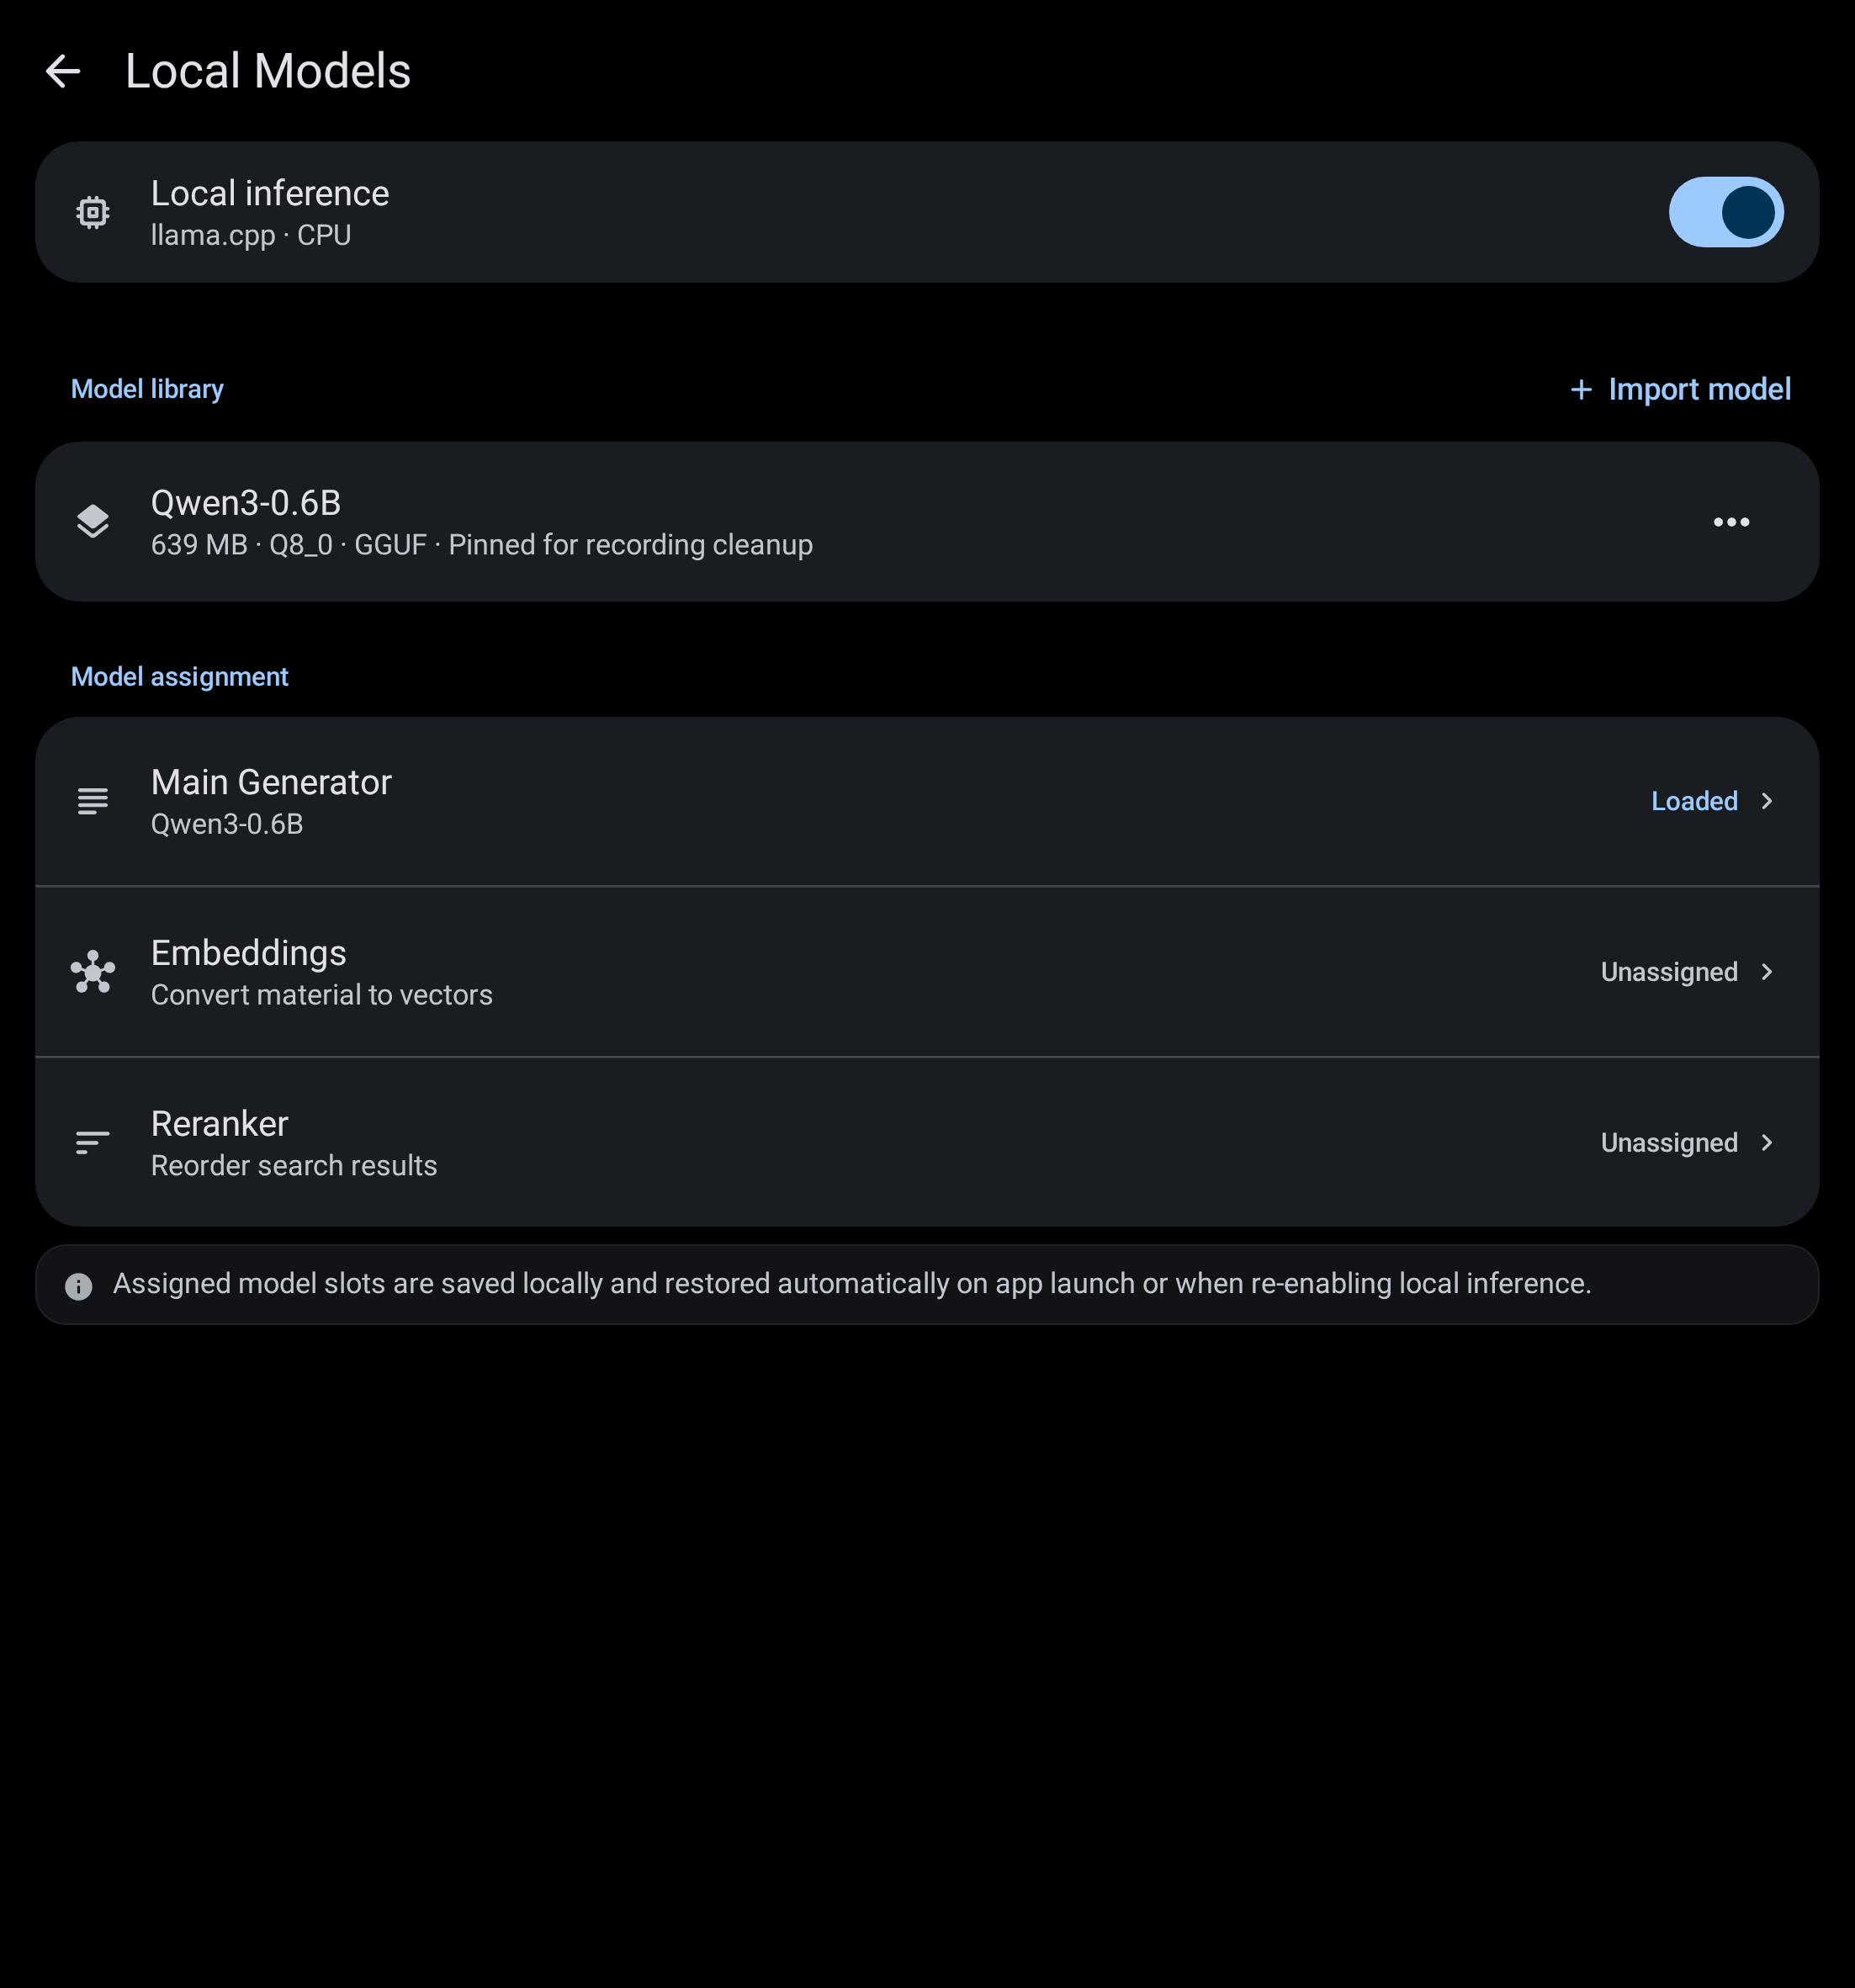 Local Models
Local inference
llama.cpp · CPU
Model library
+ Import model
Qwen3-0.6B
639 MB · Q8_0 · GGUF · Pinned for recording cleanup
Model assignment
Main Generator
Qwen3-0.6B
Loaded
Embeddings
Convert material to vectors
Unassigned
Reranker
Reorder search results
Unassigned
Assigned model slots are saved locally and restored automatically on app launch or when re-enabling local inference.